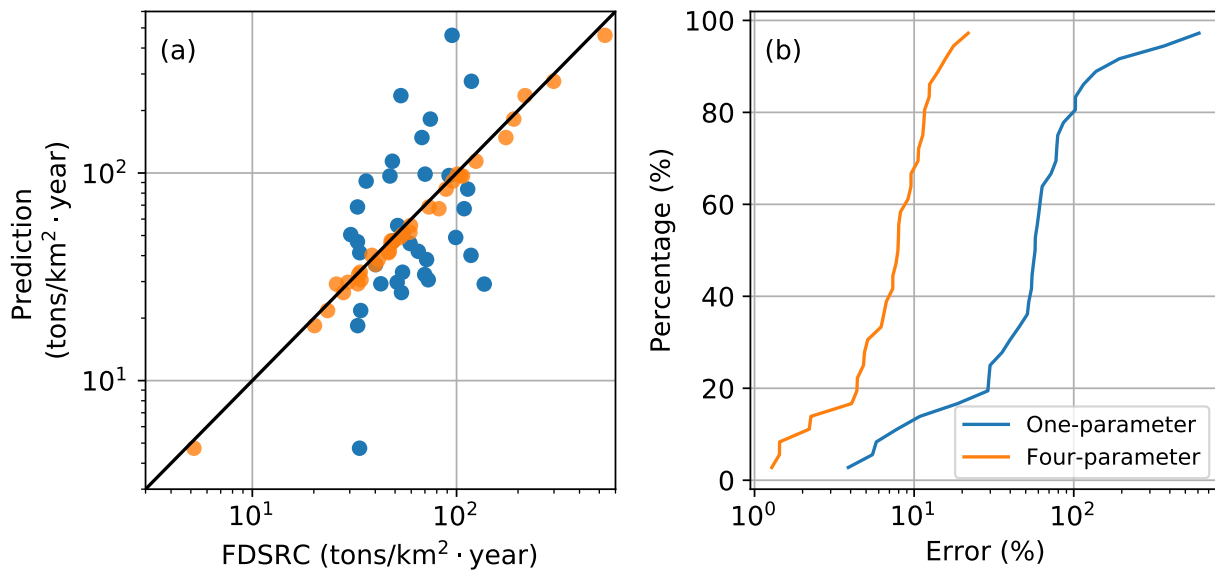 (a)
10²
10¹
Prediction
(tons/km² · year)
10¹
10²
FDSRC (tons/km² · year)
(b)
100
80
60
40
20
0
Percentage (%)
One-parameter
Four-parameter
10⁰
10¹
10²
Error (%)